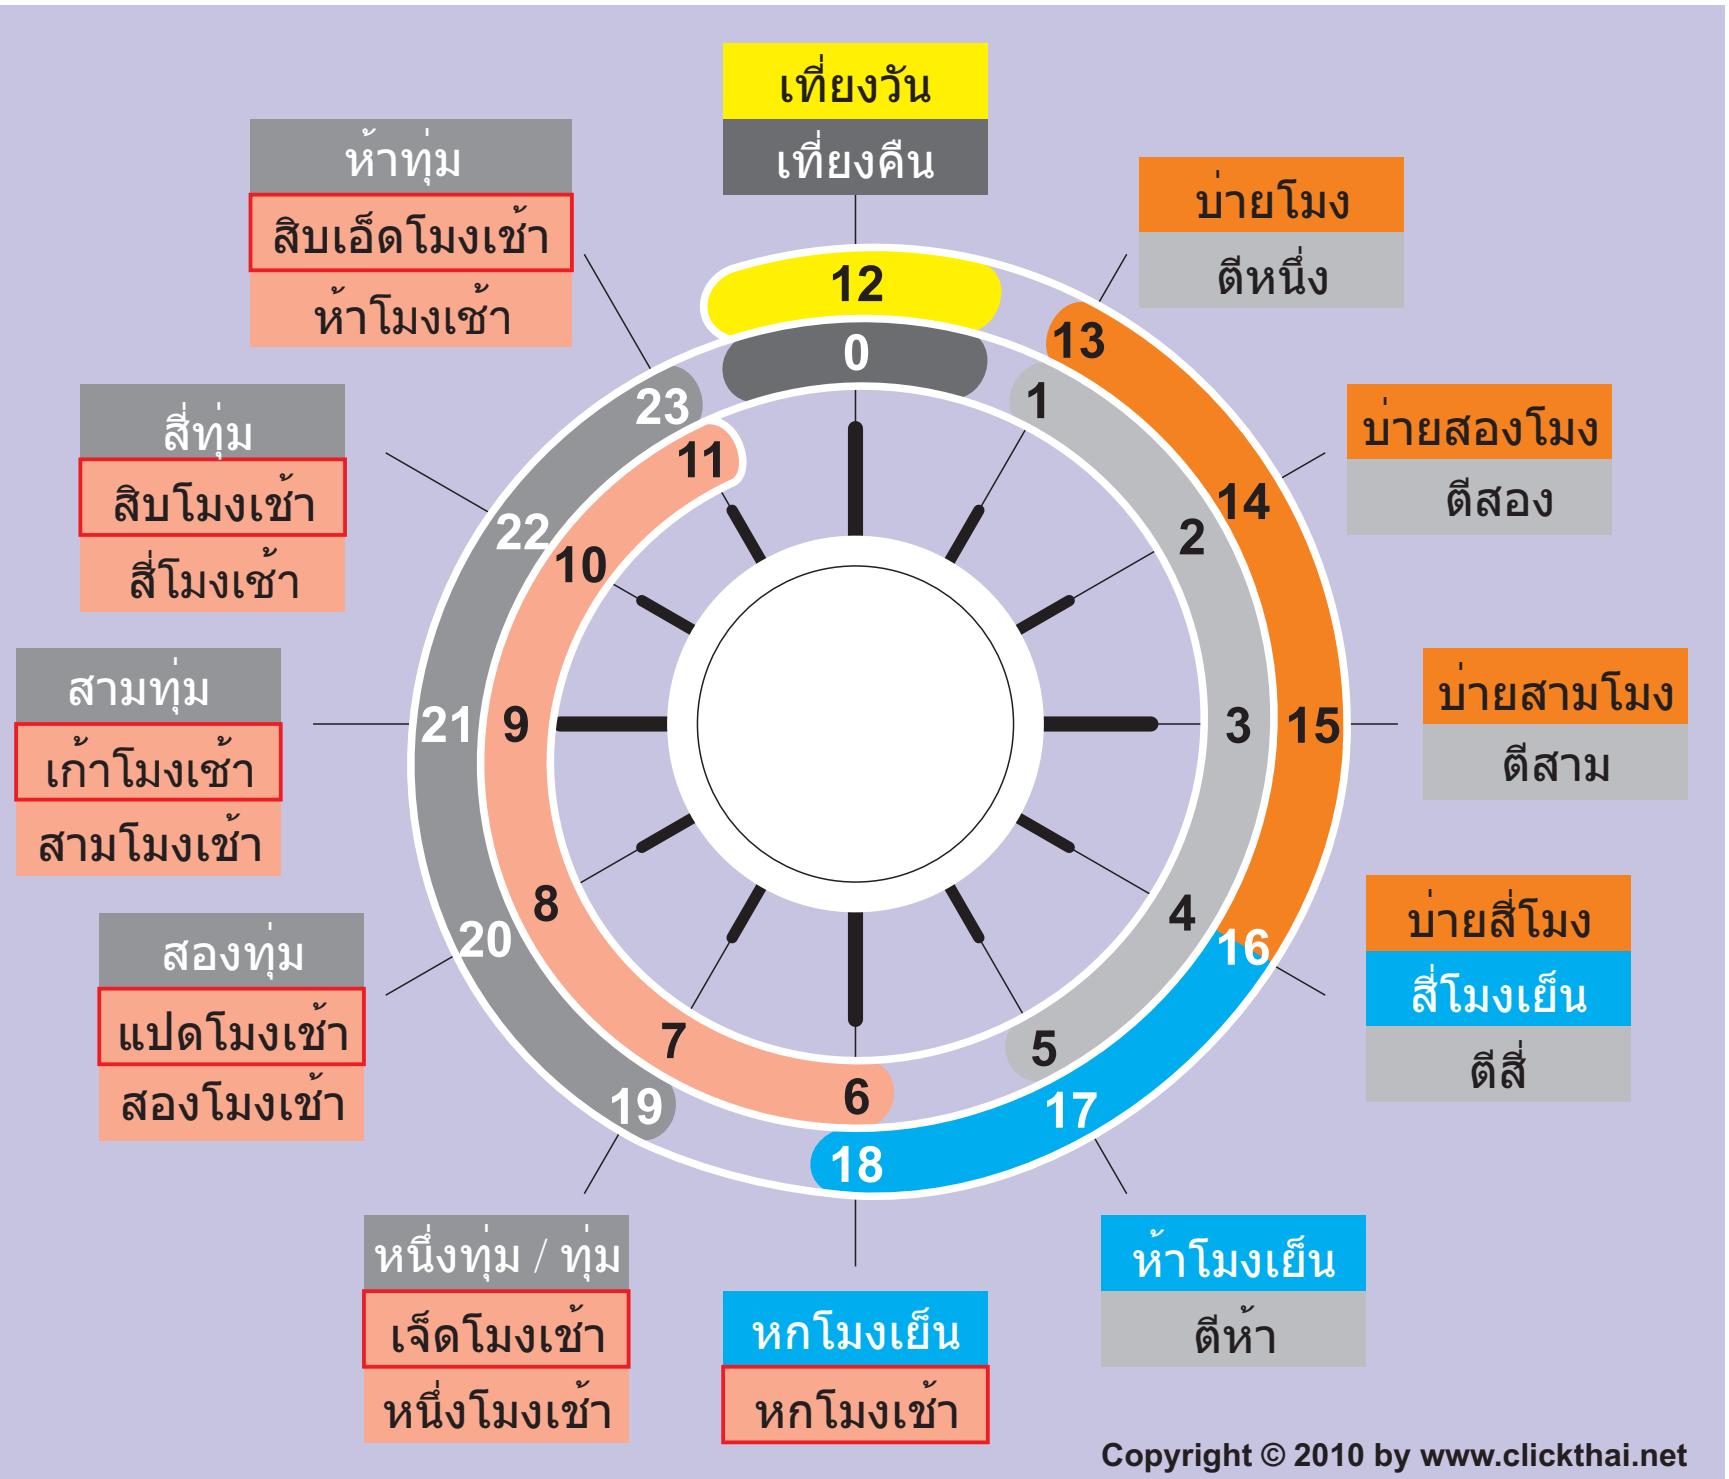 เที่ยงวัน
เที่ยงคืน
ห้าทุ่ม
สิบเอ็ดโมงเช้า
ห้าโมงเช้า
บ่ายโมง
ตีหนึ่ง
สี่ทุ่ม
สิบโมงเช้า
สี่โมงเช้า
บ่ายสองโมง
ตีสอง
สามทุ่ม
เก้าโมงเช้า
สามโมงเช้า
บ่ายสามโมง
ตีสาม
สองทุ่ม
แปดโมงเช้า
สองโมงเช้า
บ่ายสี่โมง
สี่โมงเย็น
ตีสี่
หนึ่งทุ่ม / ทุ่ม
เจ็ดโมงเช้า
หนึ่งโมงเช้า
หกโมงเย็น
หกโมงเช้า
ห้าโมงเย็น
ตีห้า
12
0
13
1
14
2
15
3
16
4
17
5
18
6
19
7
20
8
21
9
22
10
23
11
Copyright © 2010 by www.clickthai.net